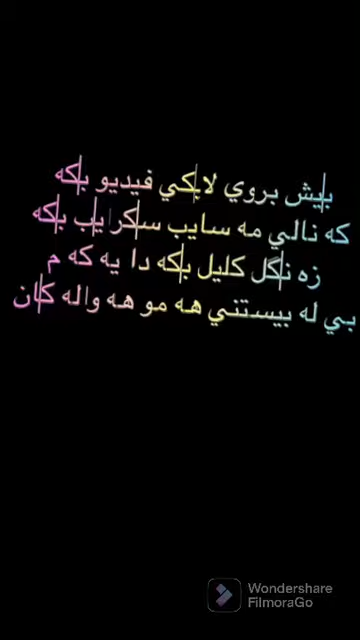 بيش بروي لايكي فيديو بكه
كه نالي مه سايب سكرايب بكه
زه نگل كليل بكه دا يه كه م
بي له بيستني هه مو هه واله كان
Wondershare
FilmoraGo